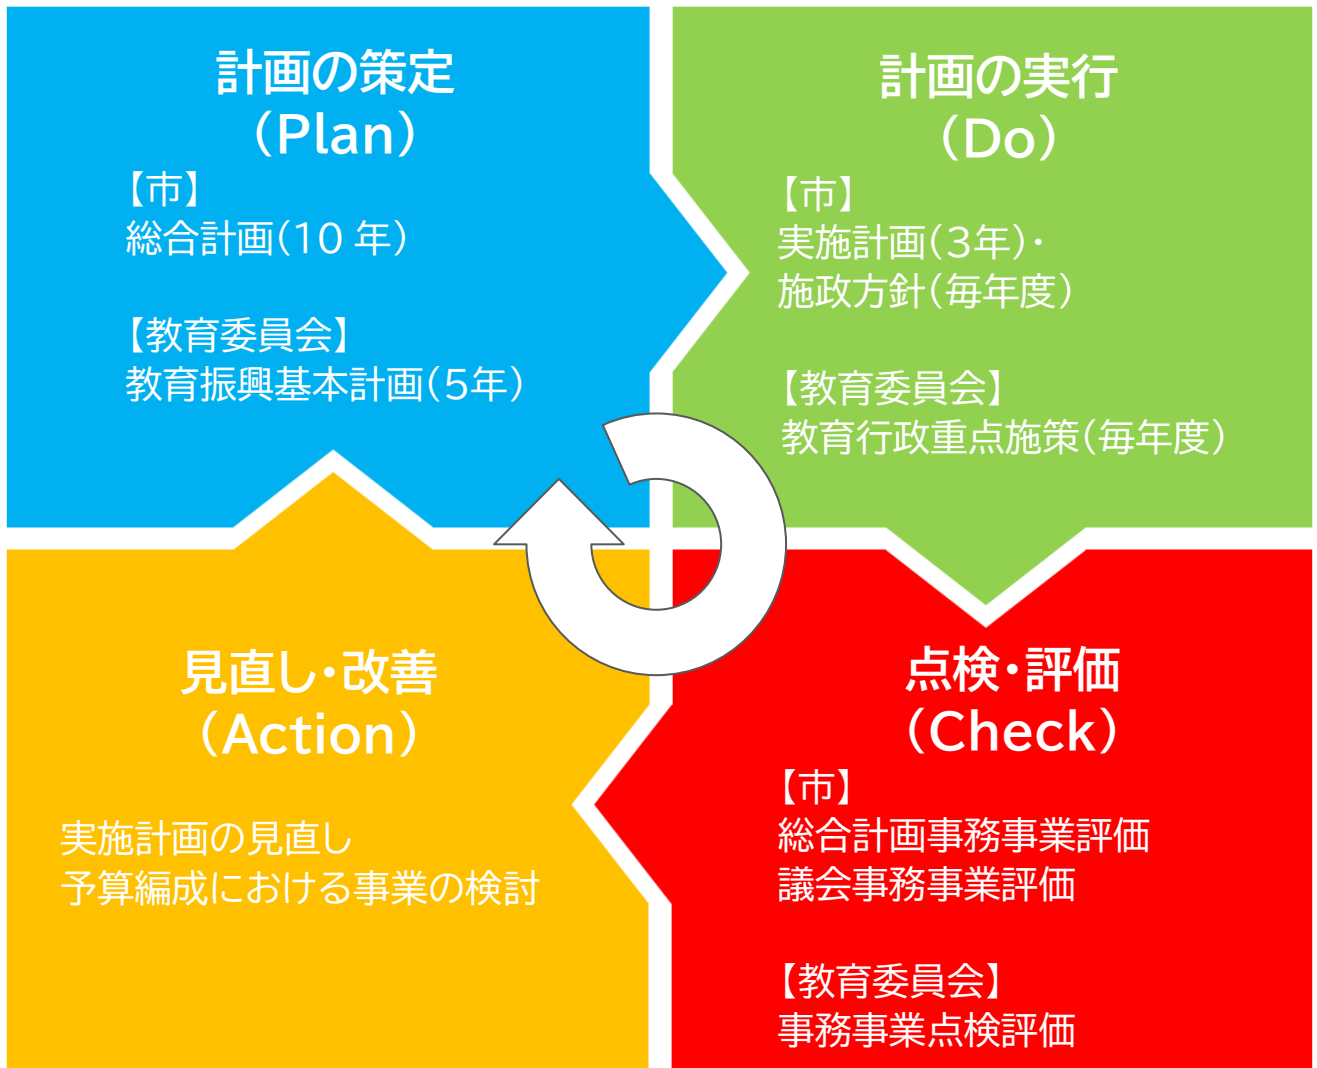 計画の策定
（Plan）
【市】
総合計画（10 年）
【教育委員会】
教育振興基本計画（5年）
計画の実行
（Do）
【市】
実施計画（3年）・
施政方針（毎年度）
【教育委員会】
教育行政重点施策（毎年度）
見直し・改善
（Action）
実施計画の見直し
予算編成における事業の検討
点検・評価
（Check）
【市】
総合計画事務事業評価
議会事務事業評価
【教育委員会】
事務事業点検評価